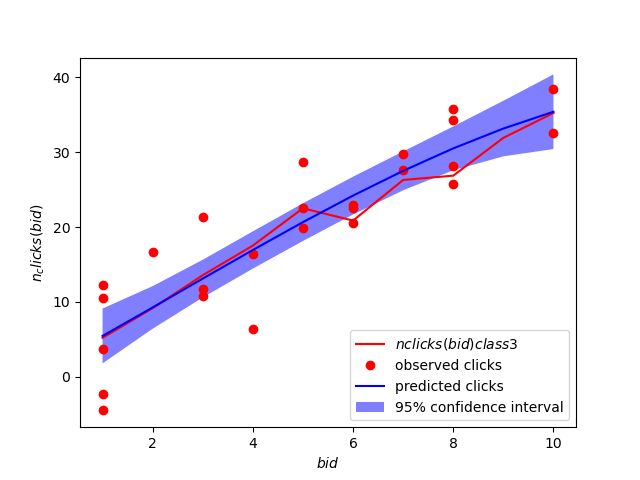 40
30
20
10
0
n_clicks(bid)
nclicks(bid)class3
observed clicks
predicted clicks
95% confidence interval
2
4
6
8
10
bid